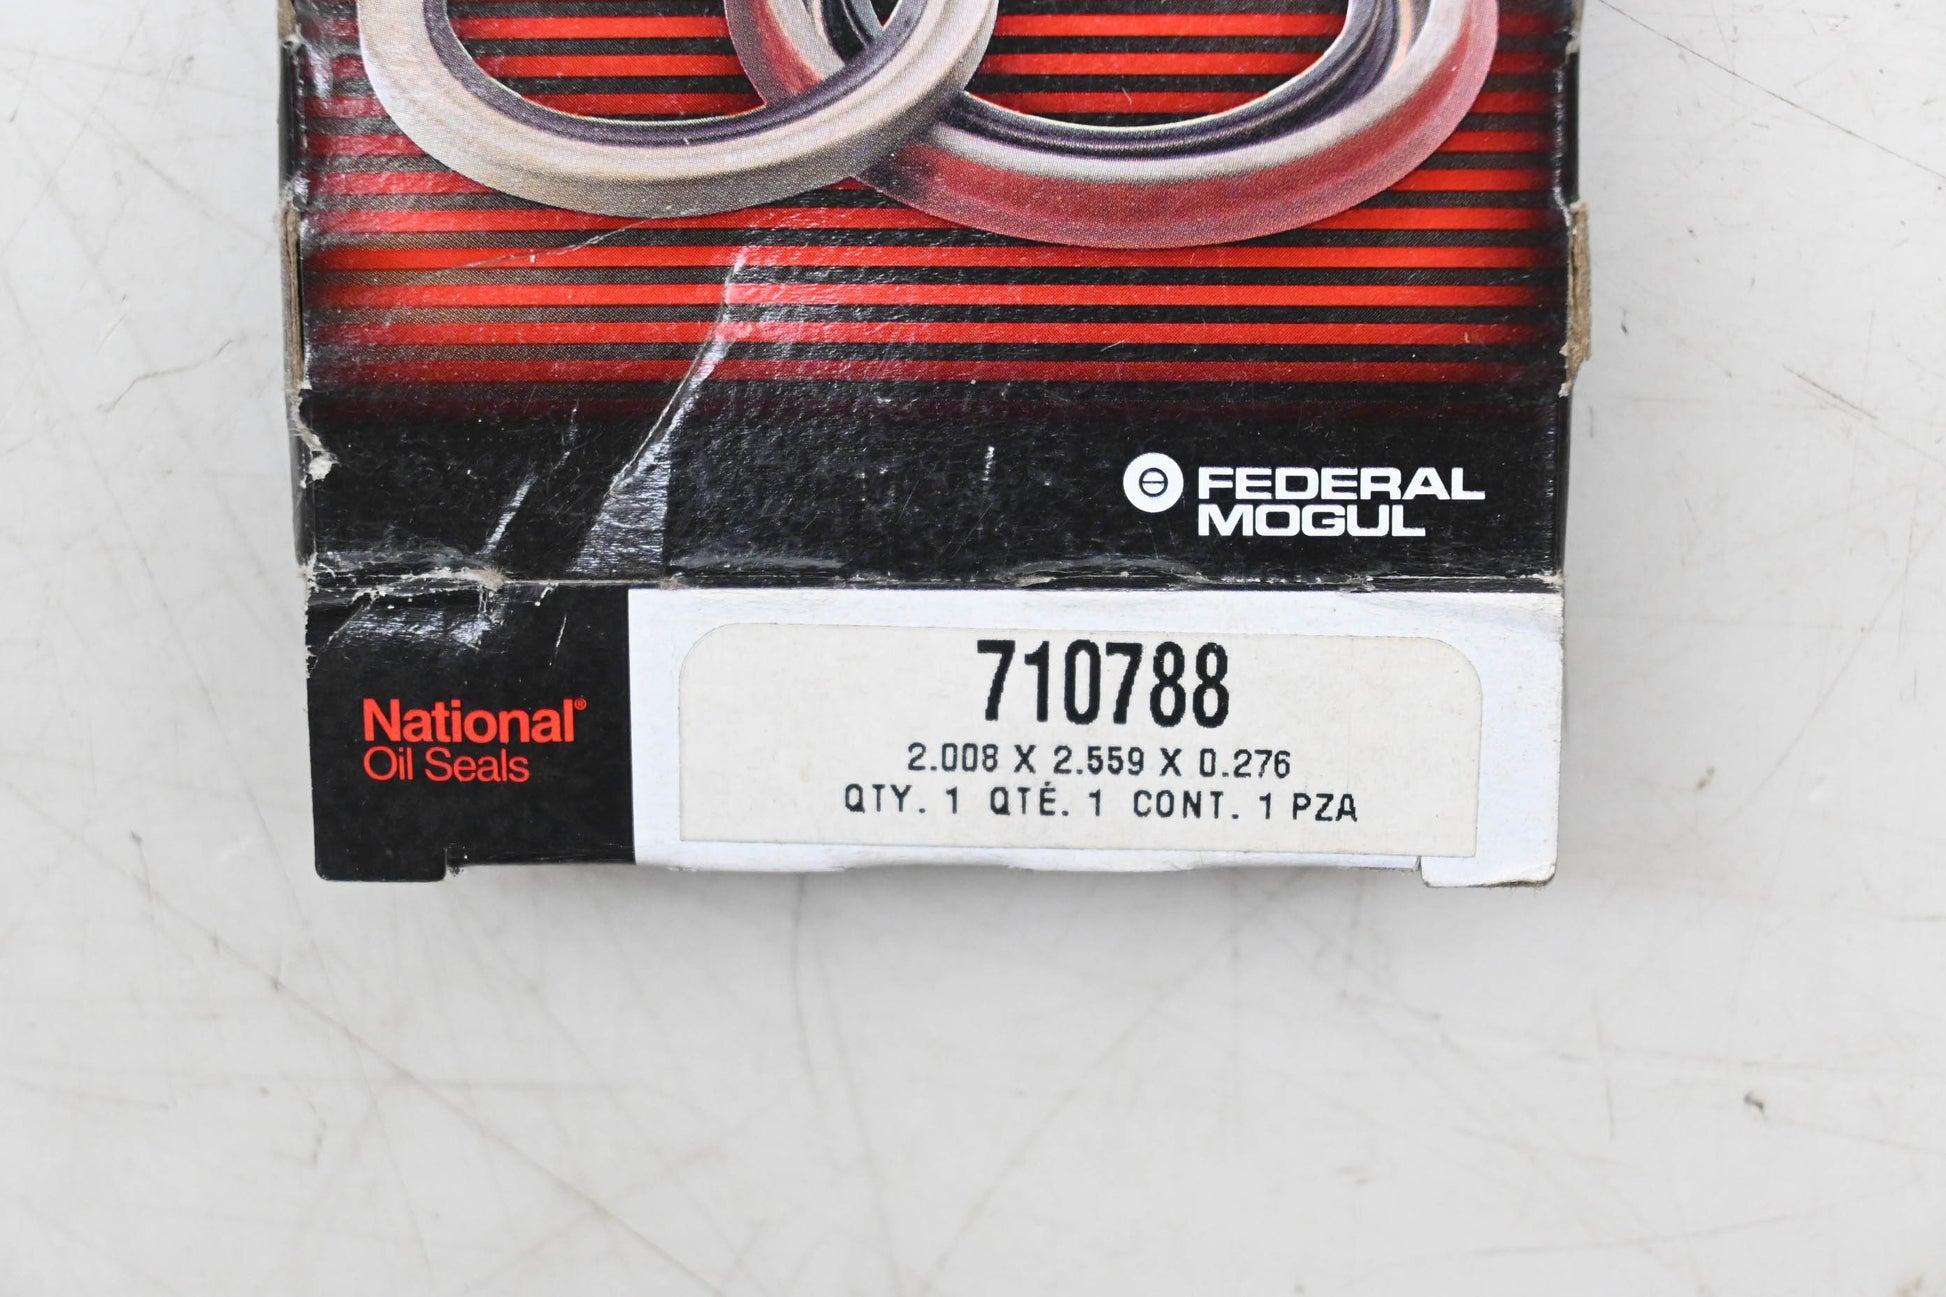 FEDERAL
MOGUL
National®
Oil Seals
710788
2.008 X 2.559 X 0.276
QTY. 1 QTÉ. 1 CONT. 1 PZA